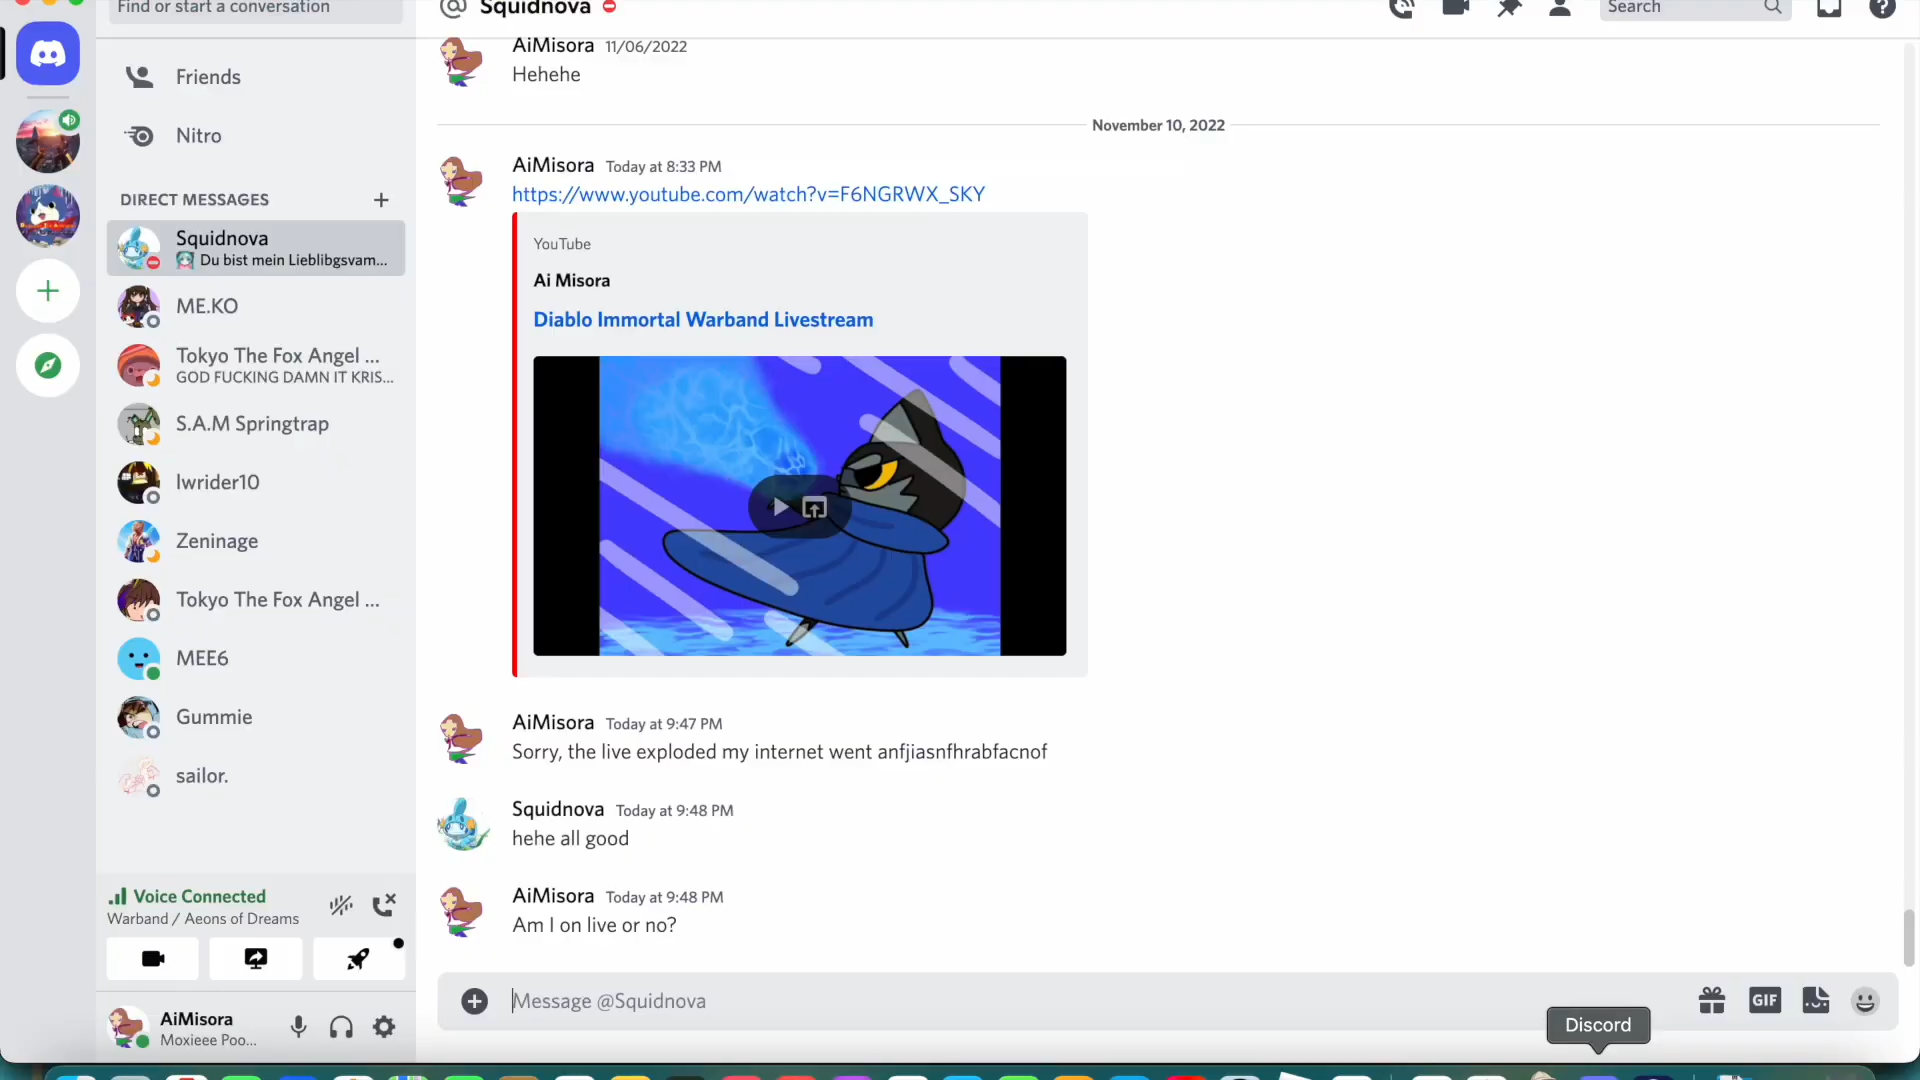 Find or start a conversation
Squidnova
Search
Friends
Nitro
DIRECT MESSAGES
Squidnova
Du bist mein Lieblibgsvam...
ME.KO
Tokyo The Fox Angel ...
GOD FUCKING DAMN IT KRIS...
S.A.M Springtrap
lwrider10
Zeninage
Tokyo The Fox Angel ...
MEE6
Gummie
sailor.
Voice Connected
Warband / Aeons of Dreams
AiMisora
Moxieee Poo...
AiMisora 11/06/2022
Hehehe
November 10, 2022
AiMisora Today at 8:33 PM
https://www.youtube.com/watch?v=F6NGRWX_SKY
YouTube
Ai Misora
Diablo Immortal Warband Livestream
AiMisora Today at 9:47 PM
Sorry, the live exploded my internet went anfjiasnfhrabfacnof
Squidnova Today at 9:48 PM
hehe all good
AiMisora Today at 9:48 PM
Am I on live or no?
Message @Squidnova
GIF
Discord